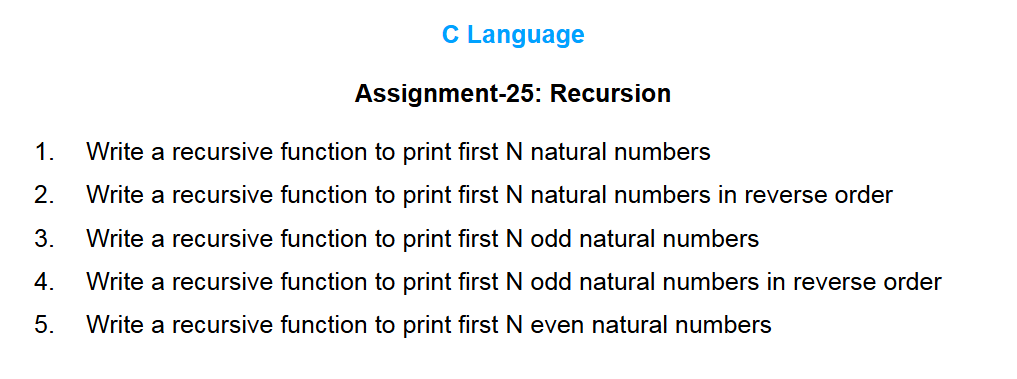 C Language
Assignment-25: Recursion
1. Write a recursive function to print first N natural numbers
2. Write a recursive function to print first N natural numbers in reverse order
3. Write a recursive function to print first N odd natural numbers
4. Write a recursive function to print first N odd natural numbers in reverse order
5. Write a recursive function to print first N even natural numbers